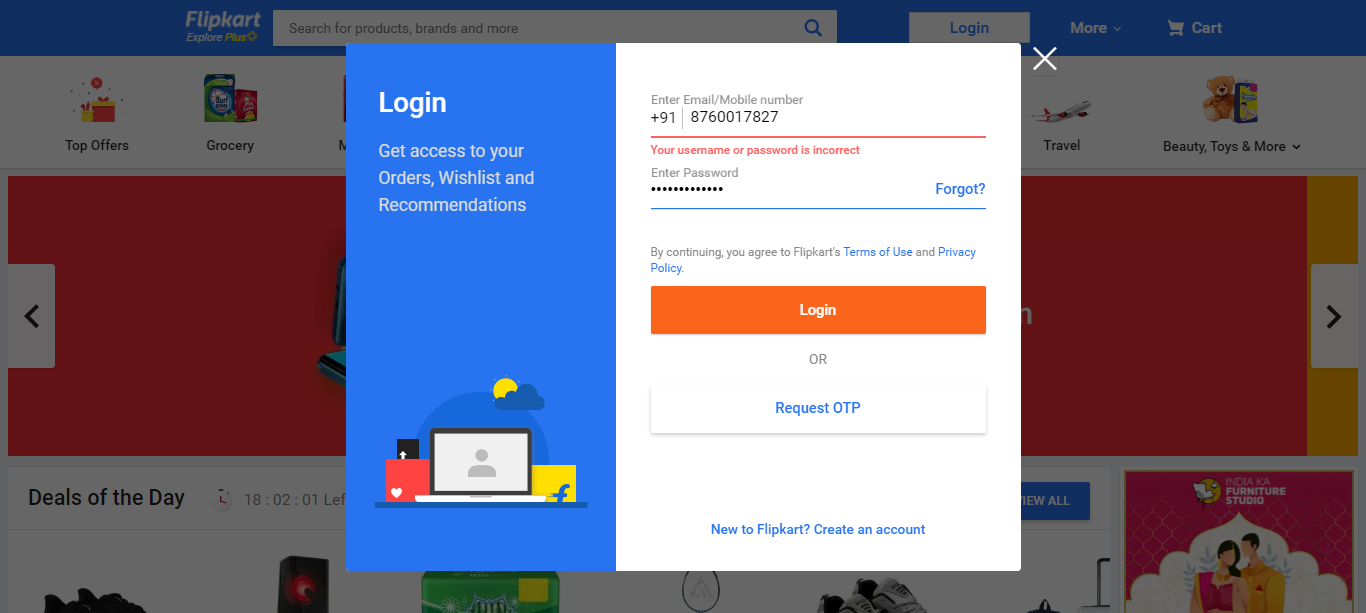 Flipkart
Explore Plus
Search for products, brands and more
Login
More
Cart
Top Offers
Grocery
M
Travel
Beauty, Toys & More
Login
Get access to your
Orders, Wishlist and
Recommendations
Enter Email/Mobile number
+91 8760017827
Your username or password is incorrect
Enter Password
Forgot?
By continuing, you agree to Flipkart's Terms of Use and Privacy
Policy.
Login
OR
Request OTP
New to Flipkart? Create an account
n
Deals of the Day
18 : 02 : 01 Lef
VIEW ALL
INDIA KA
FURNITURE
STUDIO